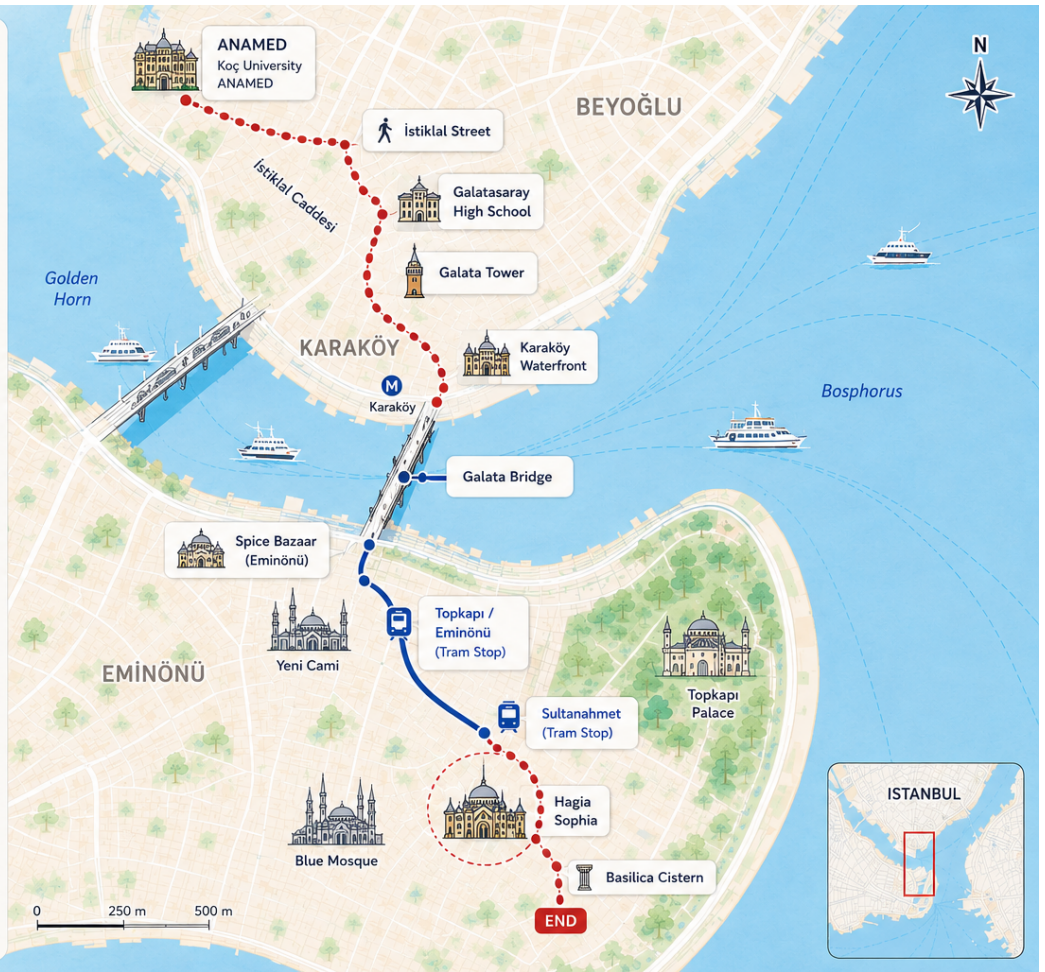 ANAMED
Koç University
ANAMED
N
BEYOĞLU
İstiklal Street
İstiklal Caddesi
Galatasaray
High School
Galata Tower
Golden
Horn
KARAKÖY
Karaköy
Waterfront
M
Karaköy
Bosphorus
Galata Bridge
Spice Bazaar
(Eminönü)
Yeni Cami
Topkapı /
Eminönü
(Tram Stop)
EMİNÖNÜ
Topkapı
Palace
Sultanahmet
(Tram Stop)
Hagia
Sophia
Blue Mosque
Basilica Cistern
END
0 250 m 500 m
ISTANBUL